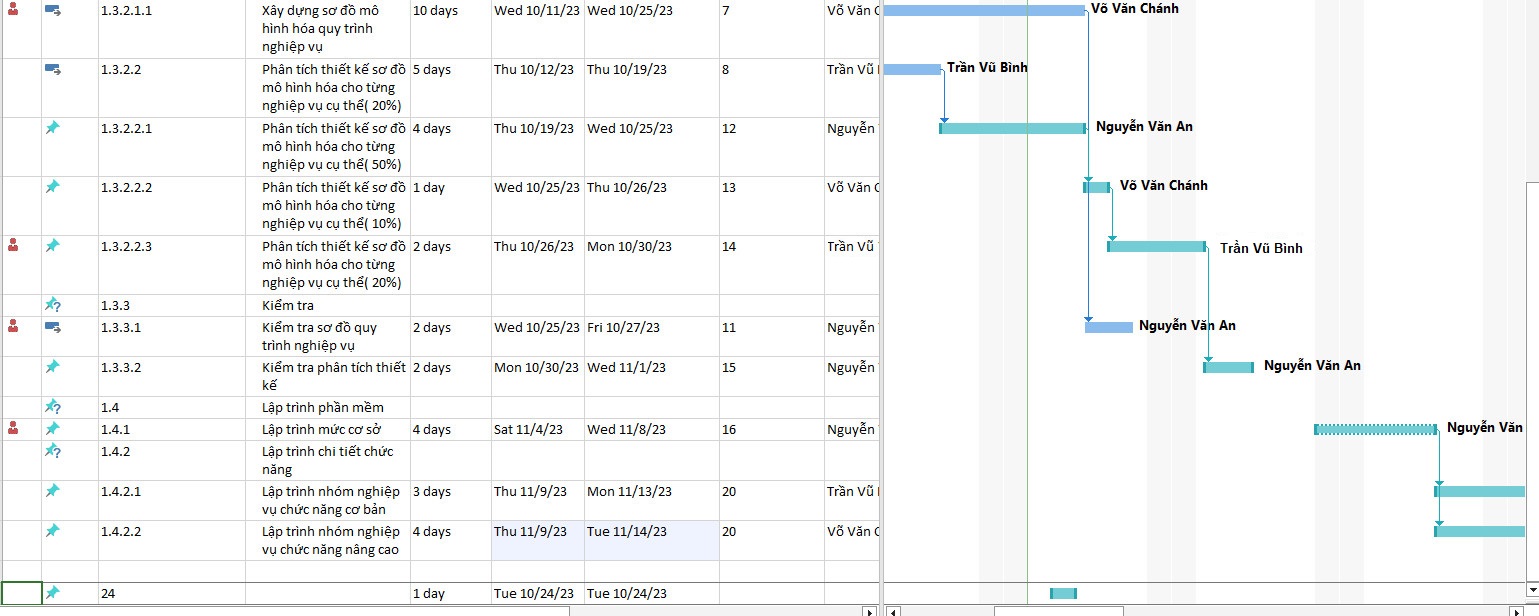 1.3.2.1.1 Xây dựng sơ đồ mô 10 days Wed 10/11/23 Wed 10/25/23 7 Võ Văn Võ Văn Chánh
hình hóa quy trình
nghiệp vụ
1.3.2.2 Phân tích thiết kế sơ đồ 5 days Thu 10/12/23 Thu 10/19/23 8 Trần Vũ Trần Vũ Bình
mô hình hóa cho từng
nghiệp vụ cụ thể( 20%)
1.3.2.2.1 Phân tích thiết kế sơ đồ 4 days Thu 10/19/23 Wed 10/25/23 12 Nguyễn Nguyễn Văn An
mô hình hóa cho từng
nghiệp vụ cụ thể( 50%)
1.3.2.2.2 Phân tích thiết kế sơ đồ 1 day Wed 10/25/23 Thu 10/26/23 13 Võ Văn Võ Văn Chánh
mô hình hóa cho từng
nghiệp vụ cụ thể( 10%)
1.3.2.2.3 Phân tích thiết kế sơ đồ 2 days Thu 10/26/23 Mon 10/30/23 14 Trần Vũ Trần Vũ Bình
mô hình hóa cho từng
nghiệp vụ cụ thể( 20%)
1.3.3 Kiểm tra
1.3.3.1 Kiểm tra sơ đồ quy 2 days Wed 10/25/23 Fri 10/27/23 11 Nguyễn Nguyễn Văn An
trình nghiệp vụ
1.3.3.2 Kiểm tra phân tích thiết 2 days Mon 10/30/23 Wed 11/1/23 15 Nguyễn Nguyễn Văn An
kế
1.4 Lập trình phần mềm
1.4.1 Lập trình mức cơ sở 4 days Sat 11/4/23 Wed 11/8/23 16 Nguyễn Nguyễn Văn
1.4.2 Lập trình chi tiết chức
năng
1.4.2.1 Lập trình nhóm nghiệp 3 days Thu 11/9/23 Mon 11/13/23 20 Trần Vũ
vụ chức năng cơ bản
1.4.2.2 Lập trình nhóm nghiệp 4 days Thu 11/9/23 Tue 11/14/23 20 Võ Văn
vụ chức năng nâng cao
24 1 day Tue 10/24/23 Tue 10/24/23